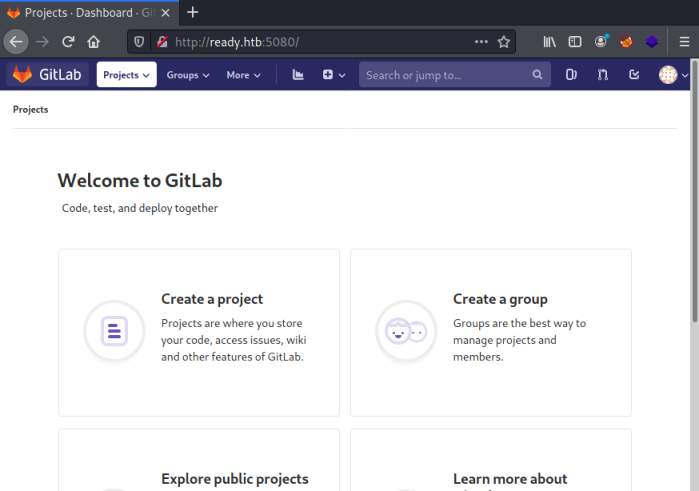 Projects · Dashboard · Gi
http://ready.htb:5080/
GitLab Projects Groups More Search or jump to...
Projects
Welcome to GitLab
Code, test, and deploy together
Create a project
Projects are where you store
your code, access issues, wiki
and other features of GitLab.
Create a group
Groups are the best way to
manage projects and
members.
Explore public projects
Learn more about